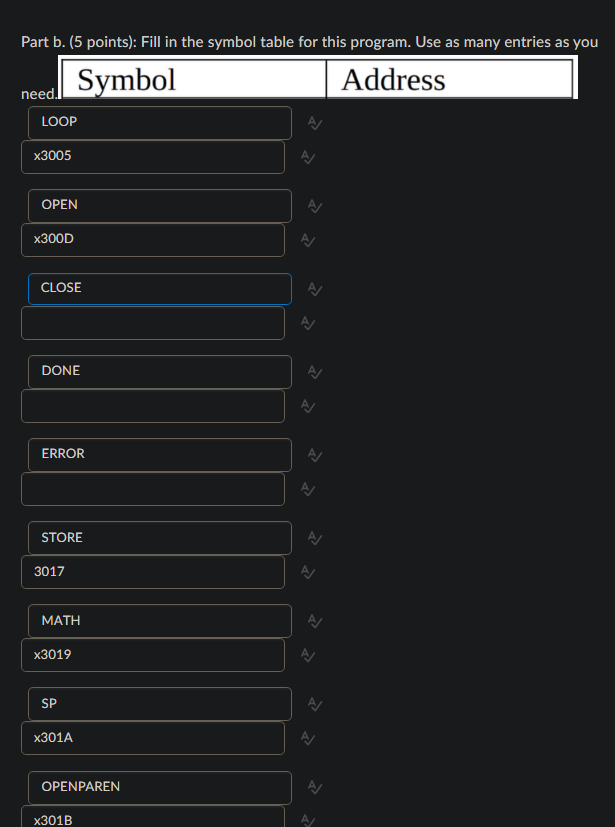 Part b. (5 points): Fill in the symbol table for this program. Use as many entries as you
need. Symbol Address
LOOP
x3005
OPEN
x300D
CLOSE
DONE
ERROR
STORE
3017
MATH
x3019
SP
x301A
OPENPAREN
x301B